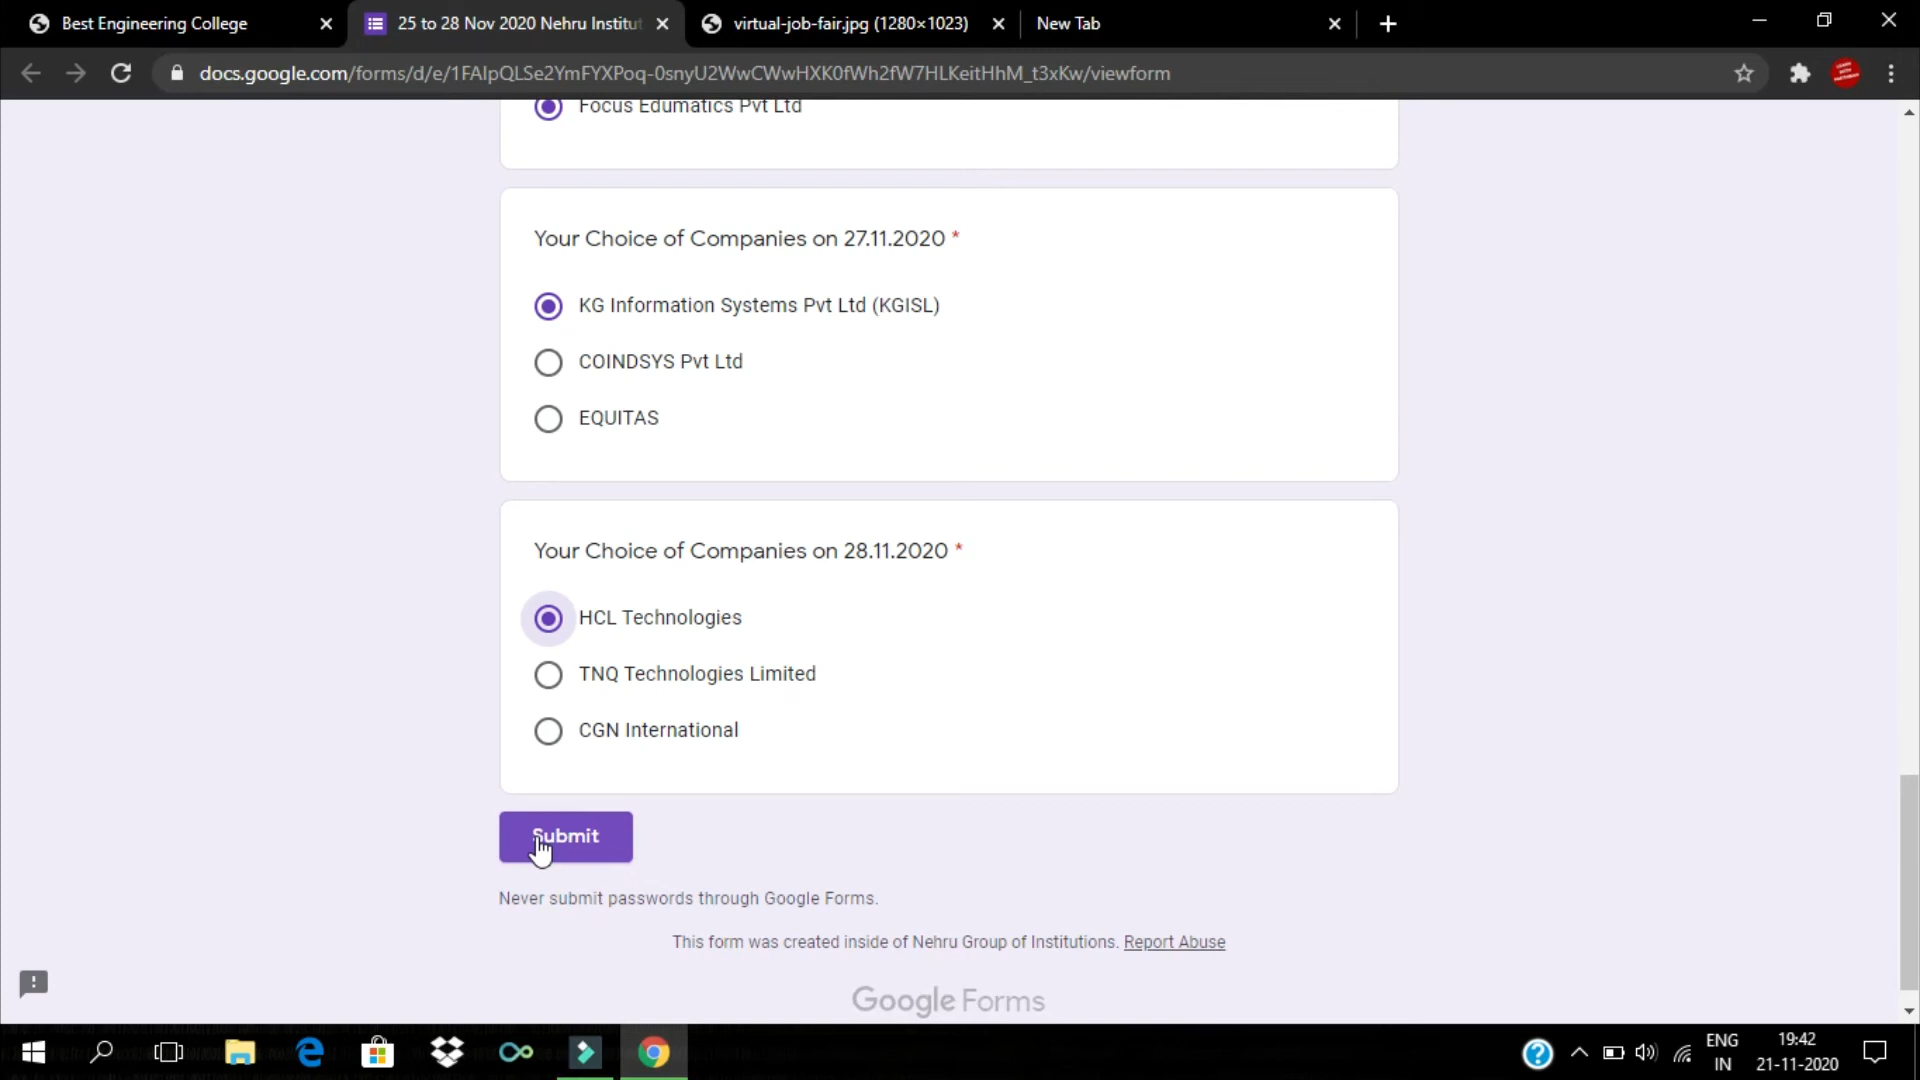 Best Engineering College
25 to 28 Nov 2020 Nehru Institut
virtual-job-fair.jpg (1280×1023)
New Tab
docs.google.com/forms/d/e/1FAIpQLSe2YmFYXPoq-0snyU2WwCWwHXK0fWh2fW7HLKeitHhM_t3xKw/viewform
Focus Edumatics Pvt Ltd
Your Choice of Companies on 27.11.2020 *
KG Information Systems Pvt Ltd (KGISL)
COINDSYS Pvt Ltd
EQUITAS
Your Choice of Companies on 28.11.2020 *
HCL Technologies
TNQ Technologies Limited
CGN International
Submit
Never submit passwords through Google Forms.
This form was created inside of Nehru Group of Institutions. Report Abuse
Google Forms
ENG
IN
19:42
21-11-2020